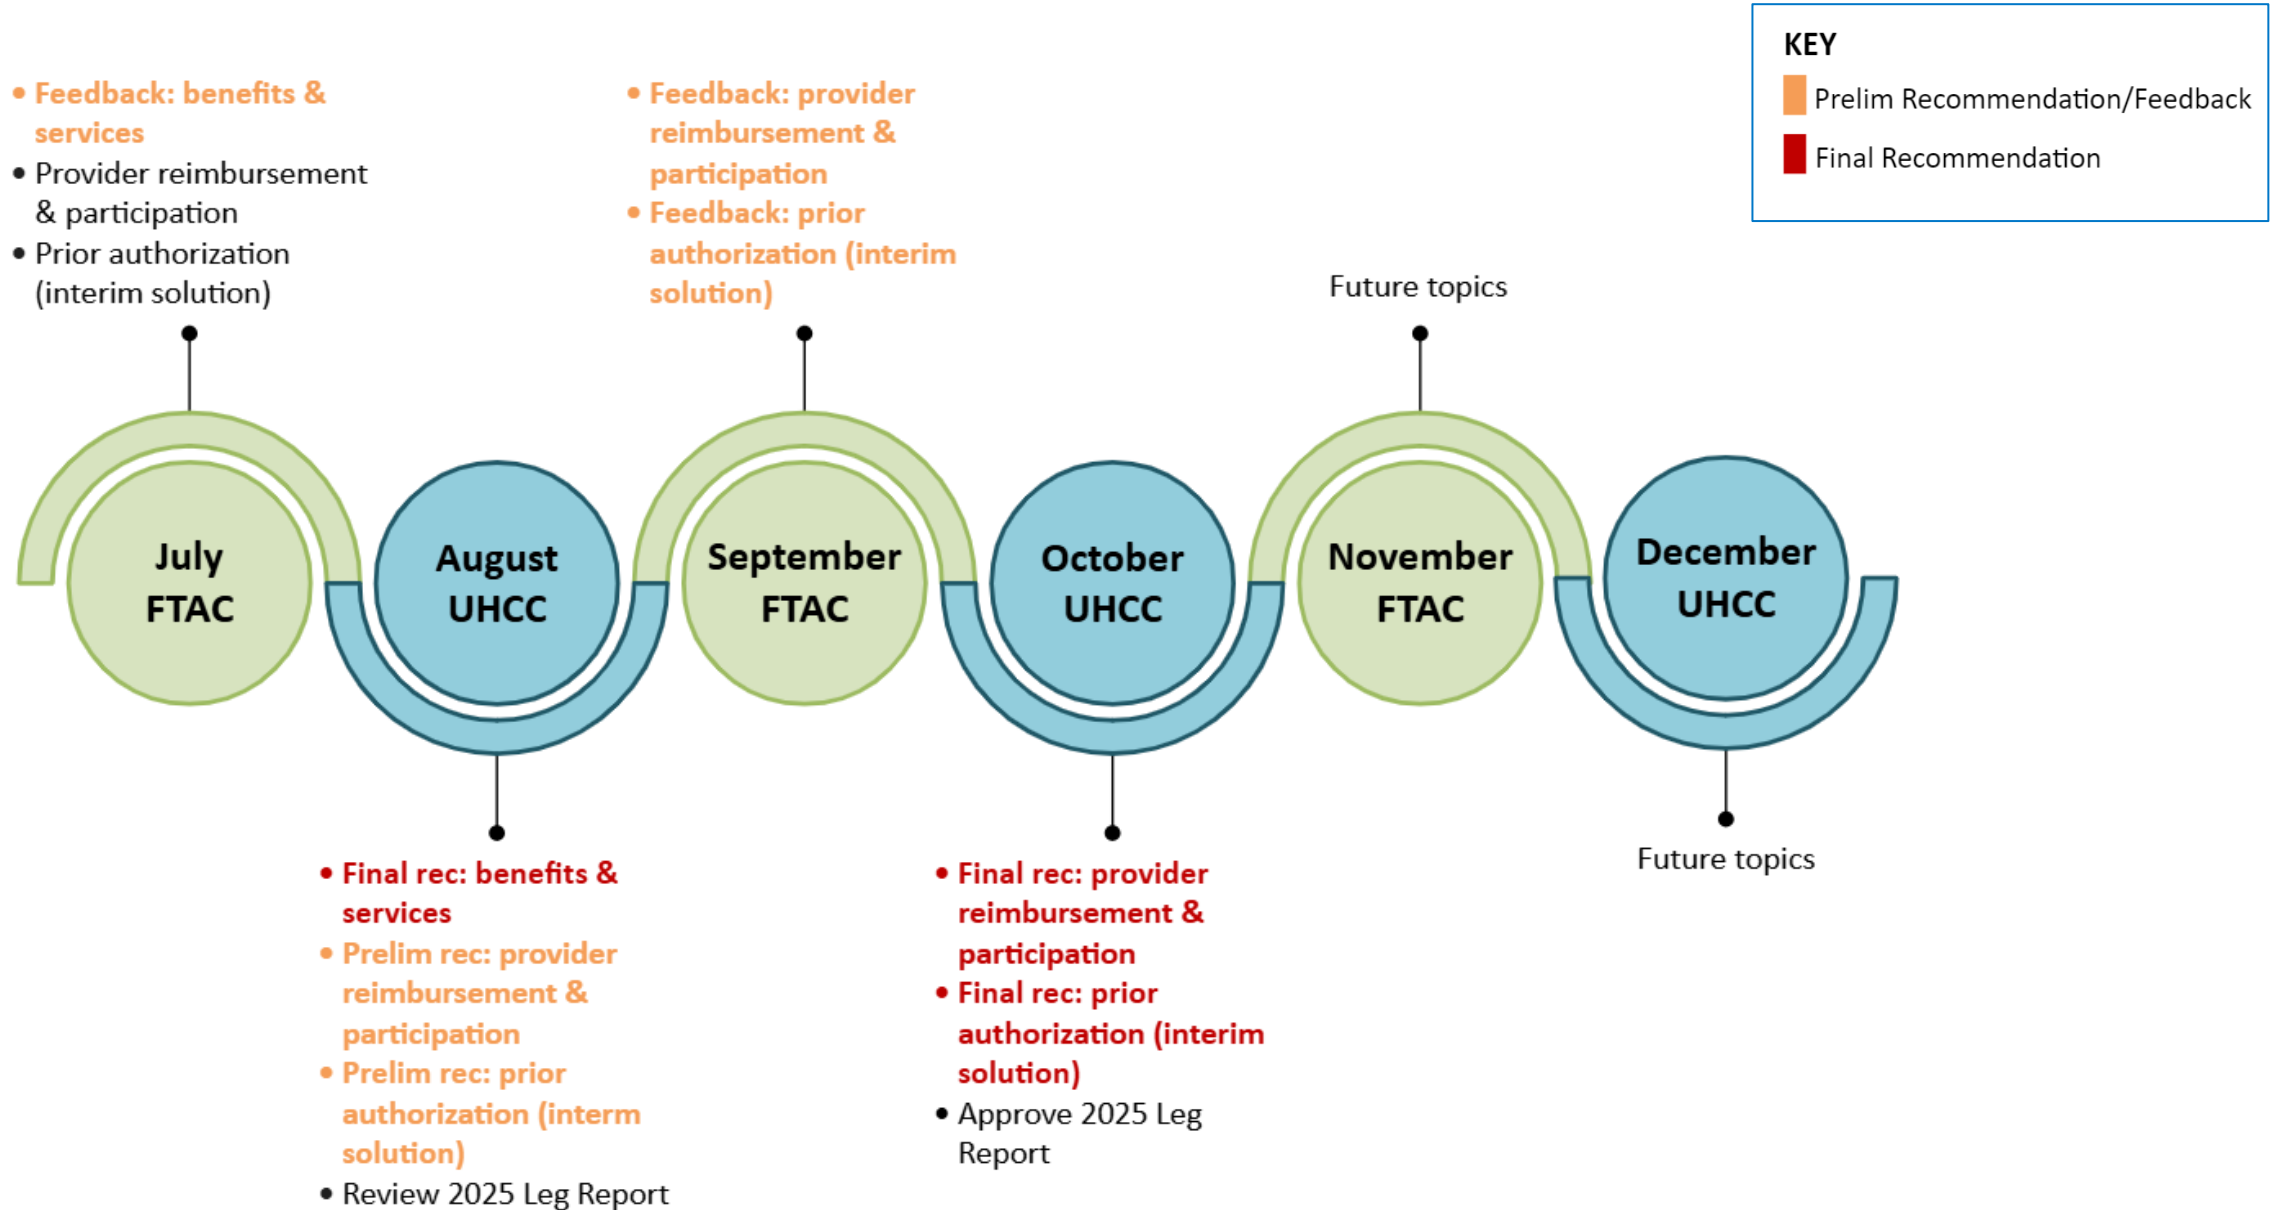 KEY
Prelim Recommendation/Feedback
Final Recommendation
• Feedback: benefits &
services
• Provider reimbursement
& participation
• Prior authorization
(interim solution)
• Feedback: provider
reimbursement &
participation
• Feedback: prior
authorization (interim
solution)
Future topics
July
FTAC
August
UHCC
September
FTAC
October
UHCC
November
FTAC
December
UHCC
• Final rec: benefits &
services
• Prelim rec: provider
reimbursement &
participation
• Prelim rec: prior
authorization (interm
solution)
• Review 2025 Leg Report
• Final rec: provider
reimbursement &
participation
• Final rec: prior
authorization (interim
solution)
• Approve 2025 Leg
Report
Future topics